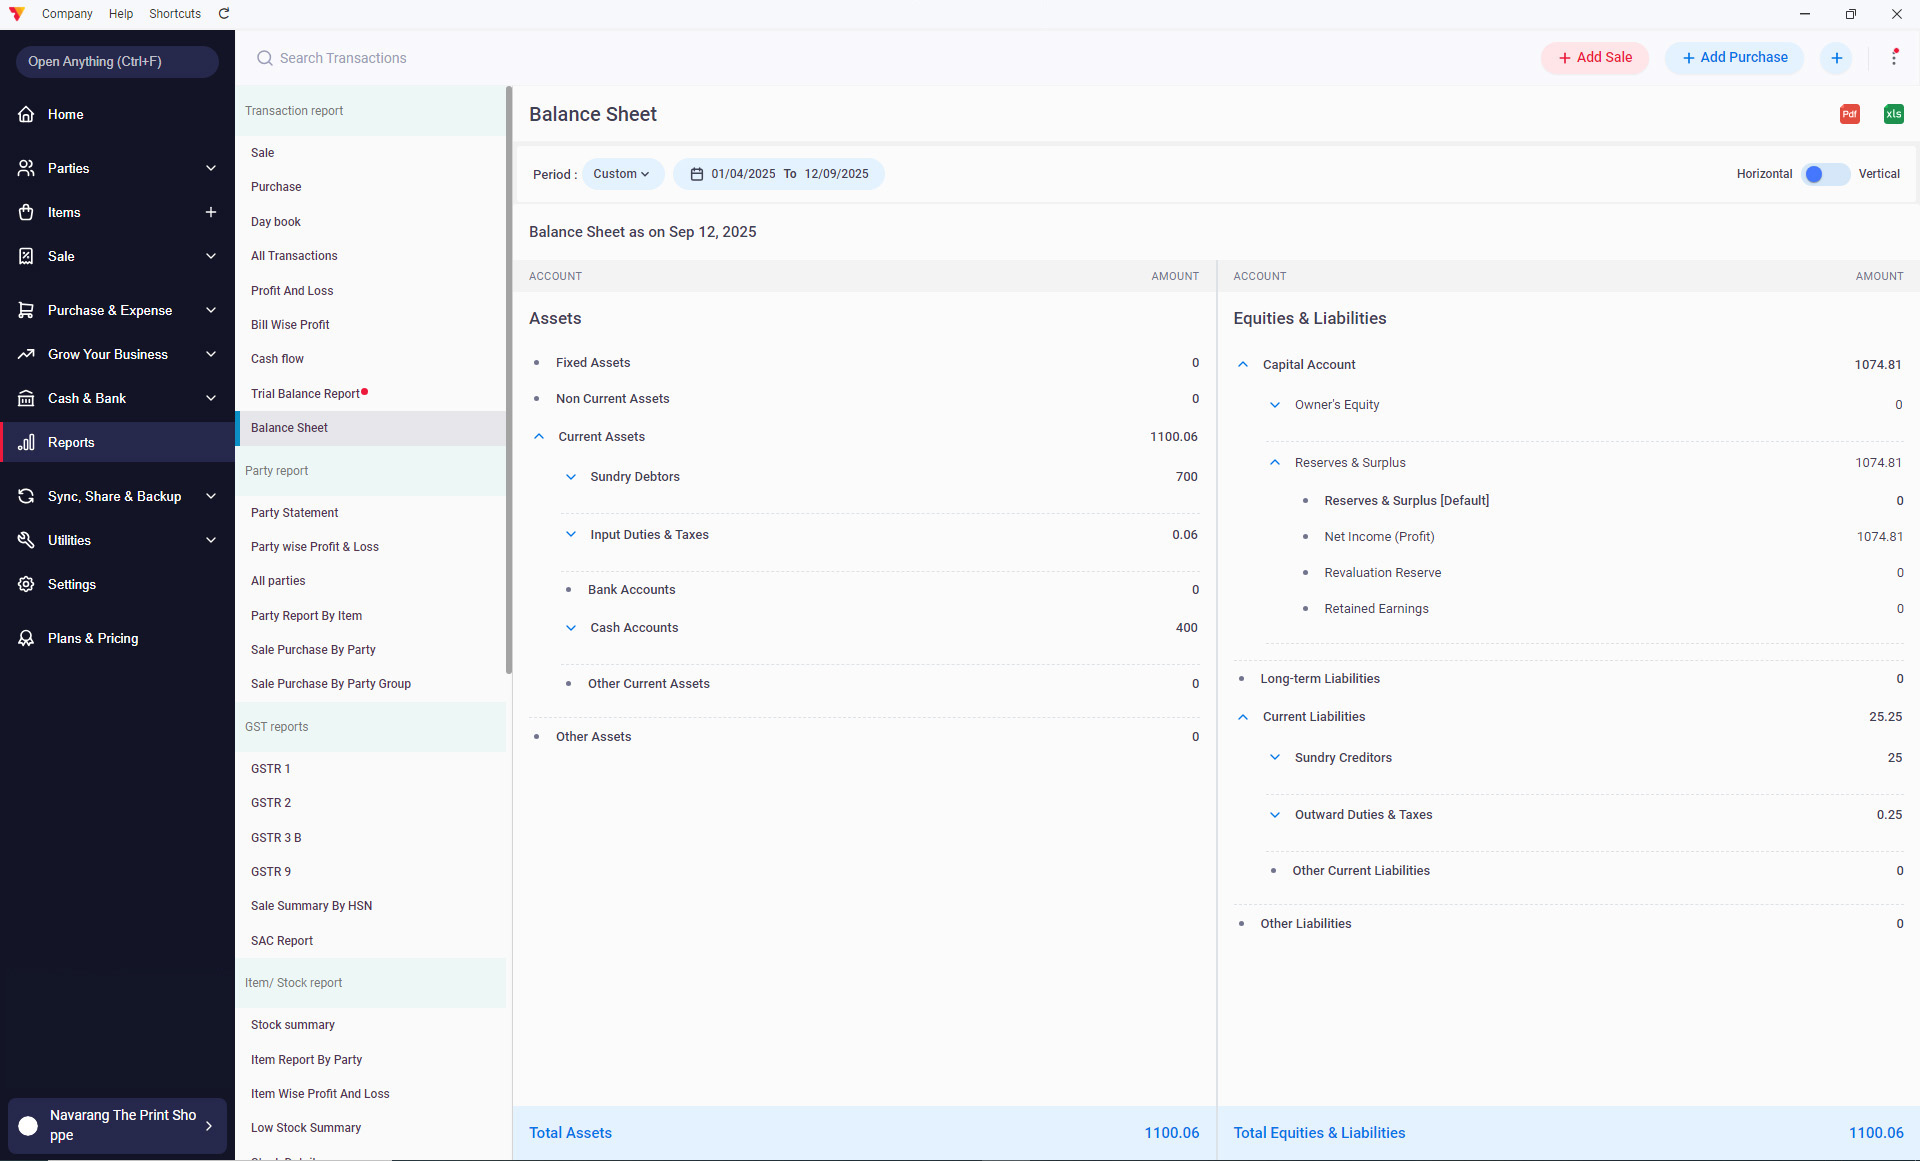 Company Help Shortcuts
Open Anything (Ctrl+F)
Home
Parties
Items
Sale
Purchase & Expense
Grow Your Business
Cash & Bank
Reports
Sync, Share & Backup
Utilities
Settings
Plans & Pricing
Navarang The Print Sho
ppe
Search Transactions
Add Sale
Add Purchase
Transaction report
Sale
Purchase
Day book
All Transactions
Profit And Loss
Bill Wise Profit
Cash flow
Trial Balance Report
Balance Sheet
Party report
Party Statement
Party wise Profit & Loss
All parties
Party Report By Item
Sale Purchase By Party
Sale Purchase By Party Group
GST reports
GSTR 1
GSTR 2
GSTR 3 B
GSTR 9
Sale Summary By HSN
SAC Report
Item/ Stock report
Stock summary
Item Report By Party
Item Wise Profit And Loss
Low Stock Summary
Balance Sheet
Pdf xls
Period : Custom 01/04/2025 To 12/09/2025
Horizontal Vertical
Balance Sheet as on Sep 12, 2025
ACCOUNT AMOUNT
Assets
Fixed Assets 0
Non Current Assets 0
Current Assets 1100.06
Sundry Debtors 700
Input Duties & Taxes 0.06
Bank Accounts 0
Cash Accounts 400
Other Current Assets 0
Other Assets 0
Total Assets 1100.06
ACCOUNT AMOUNT
Equities & Liabilities
Capital Account 1074.81
Owner's Equity 0
Reserves & Surplus 1074.81
Reserves & Surplus [Default] 0
Net Income (Profit) 1074.81
Revaluation Reserve 0
Retained Earnings 0
Long-term Liabilities 0
Current Liabilities 25.25
Sundry Creditors 25
Outward Duties & Taxes 0.25
Other Current Liabilities 0
Other Liabilities 0
Total Equities & Liabilities 1100.06